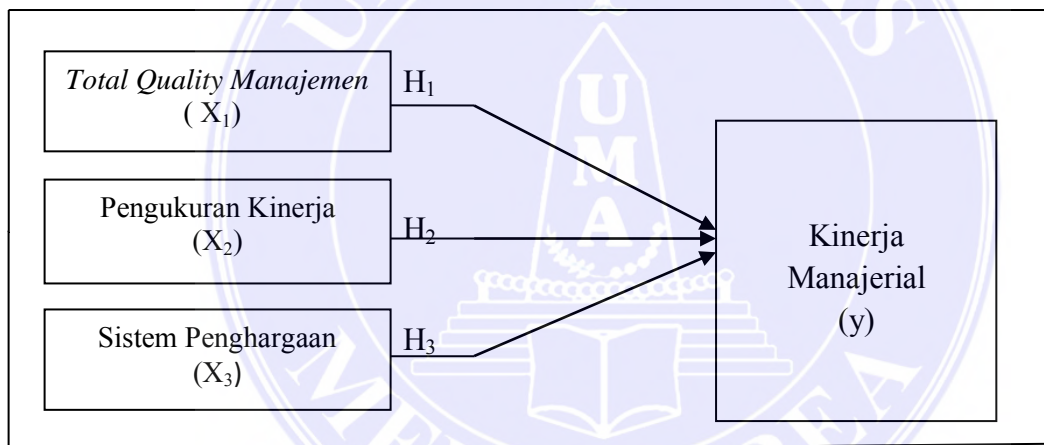 Total Quality Manajemen
( X₁)
H₁
Pengukuran Kinerja
(X₂)
H₂
Sistem Penghargaan
(X₃)
H₃
Kinerja
Manajerial
(y)
U
M
A